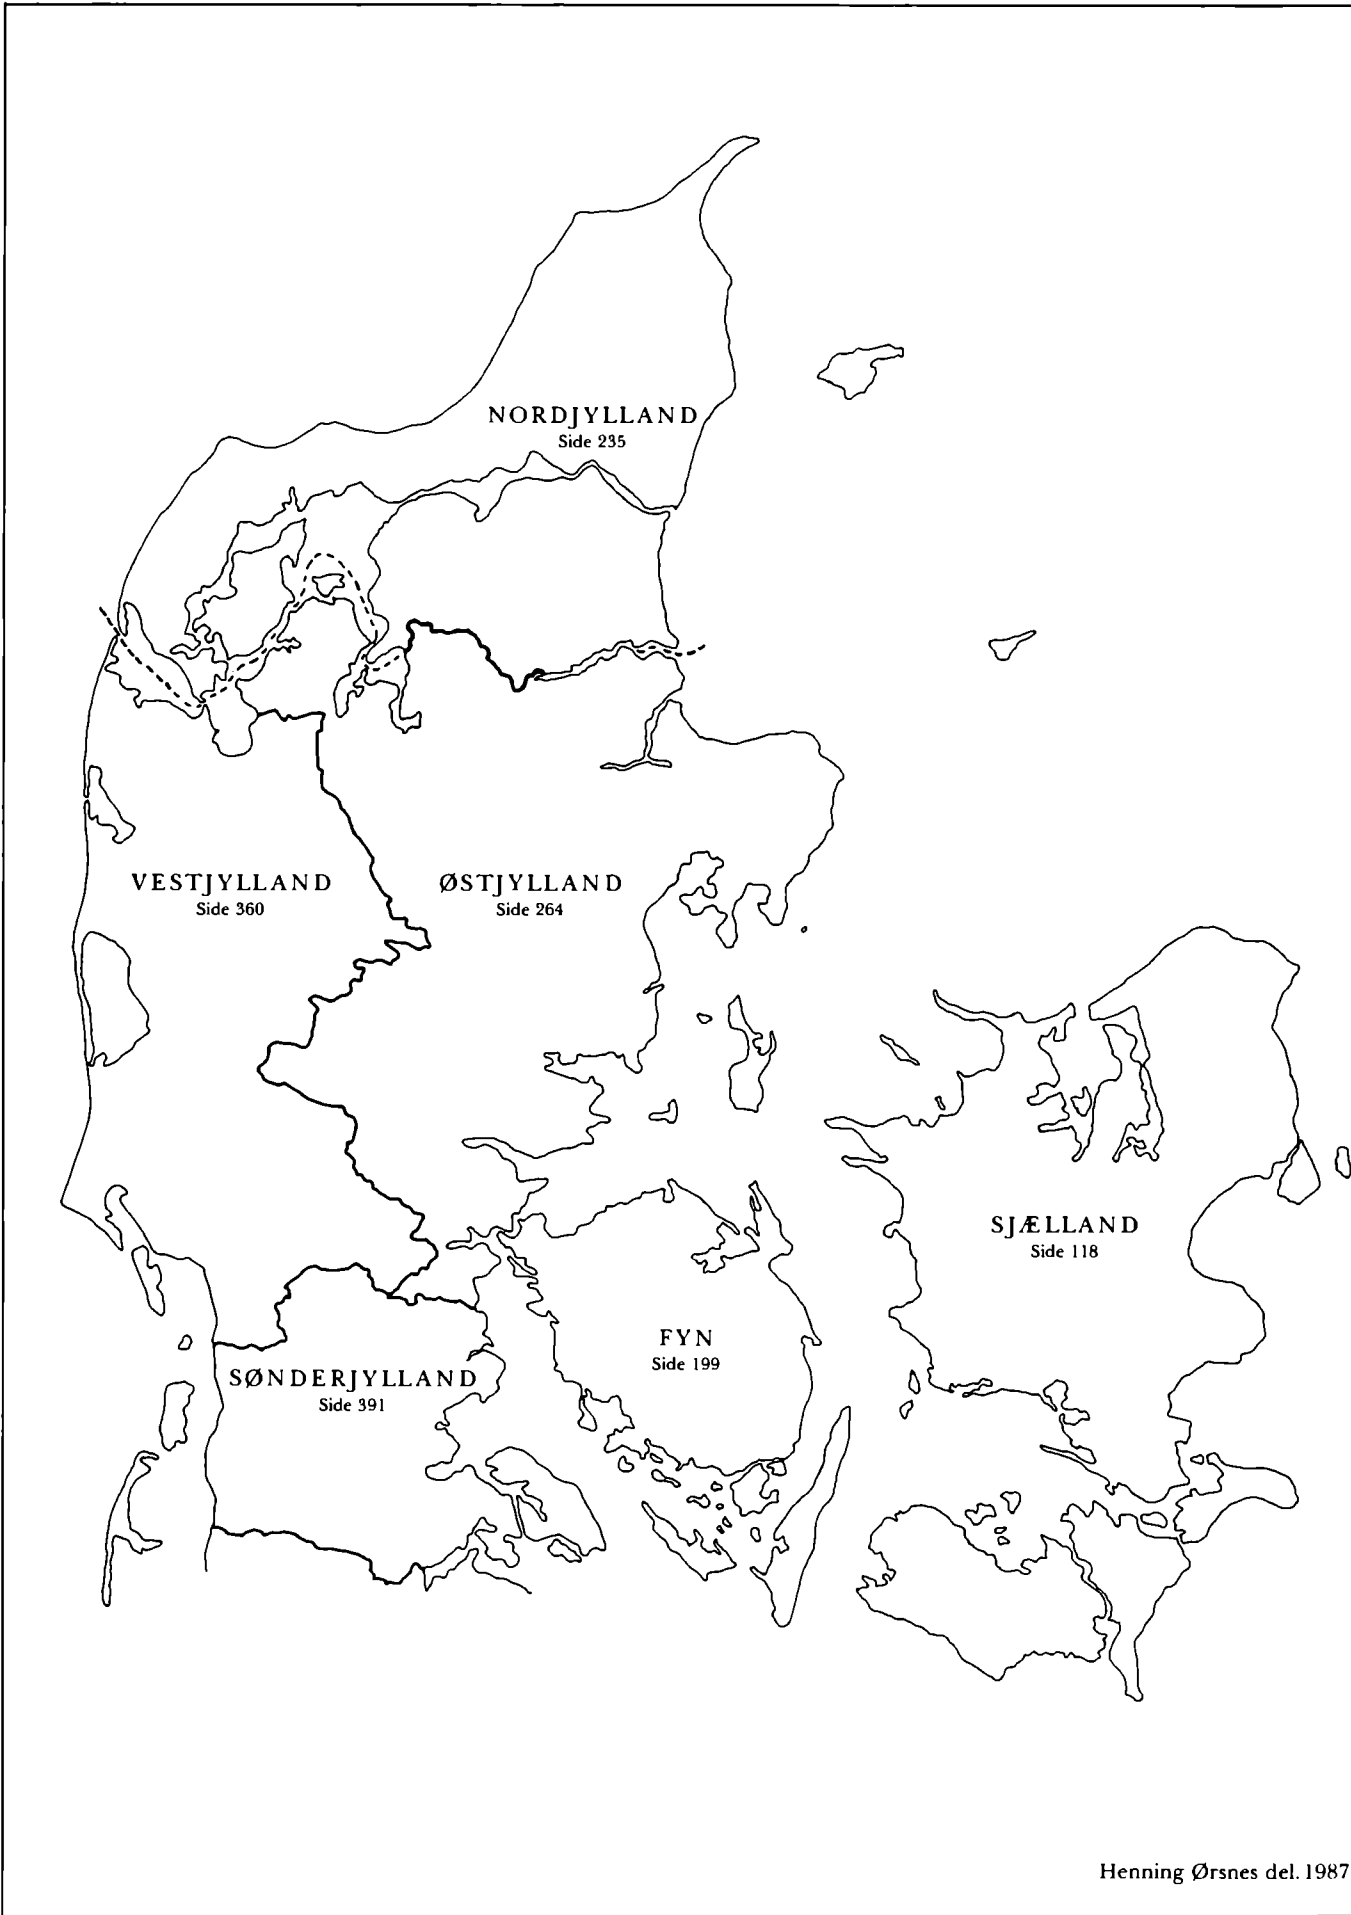 NORDJYLLAND
Side 235
VESTJYLLAND
Side 360
ØSTJYLLAND
Side 264
SJÆLLAND
Side 118
FYN
Side 199
SØNDERJYLLAND
Side 391
Henning Ørsnes del. 1987